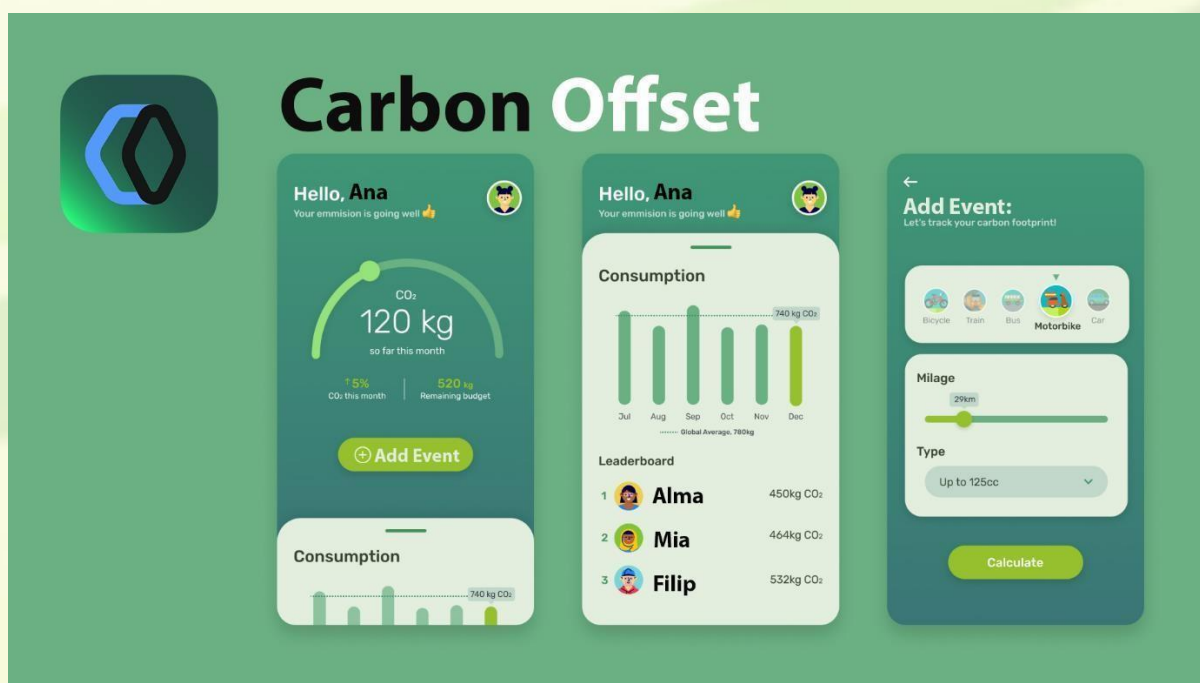 Carbon Offset
Hello, Ana
Your emmision is going well
CO₂
120 kg
so far this month
↑5%
CO₂ this month
520 kg
Remaining budget
Add Event
Consumption
740 kg CO₂
Hello, Ana
Your emmision is going well
Consumption
740 kg CO₂
Jul Aug Sep Oct Nov Dec
Global Average, 780kg
Leaderboard
1 Alma 450kg CO₂
2 Mia 464kg CO₂
3 Filip 532kg CO₂
←
Add Event:
Let's track your carbon footprint!
Bicycle Train Bus Motorbike Car
Milage
29km
Type
Up to 125cc
Calculate